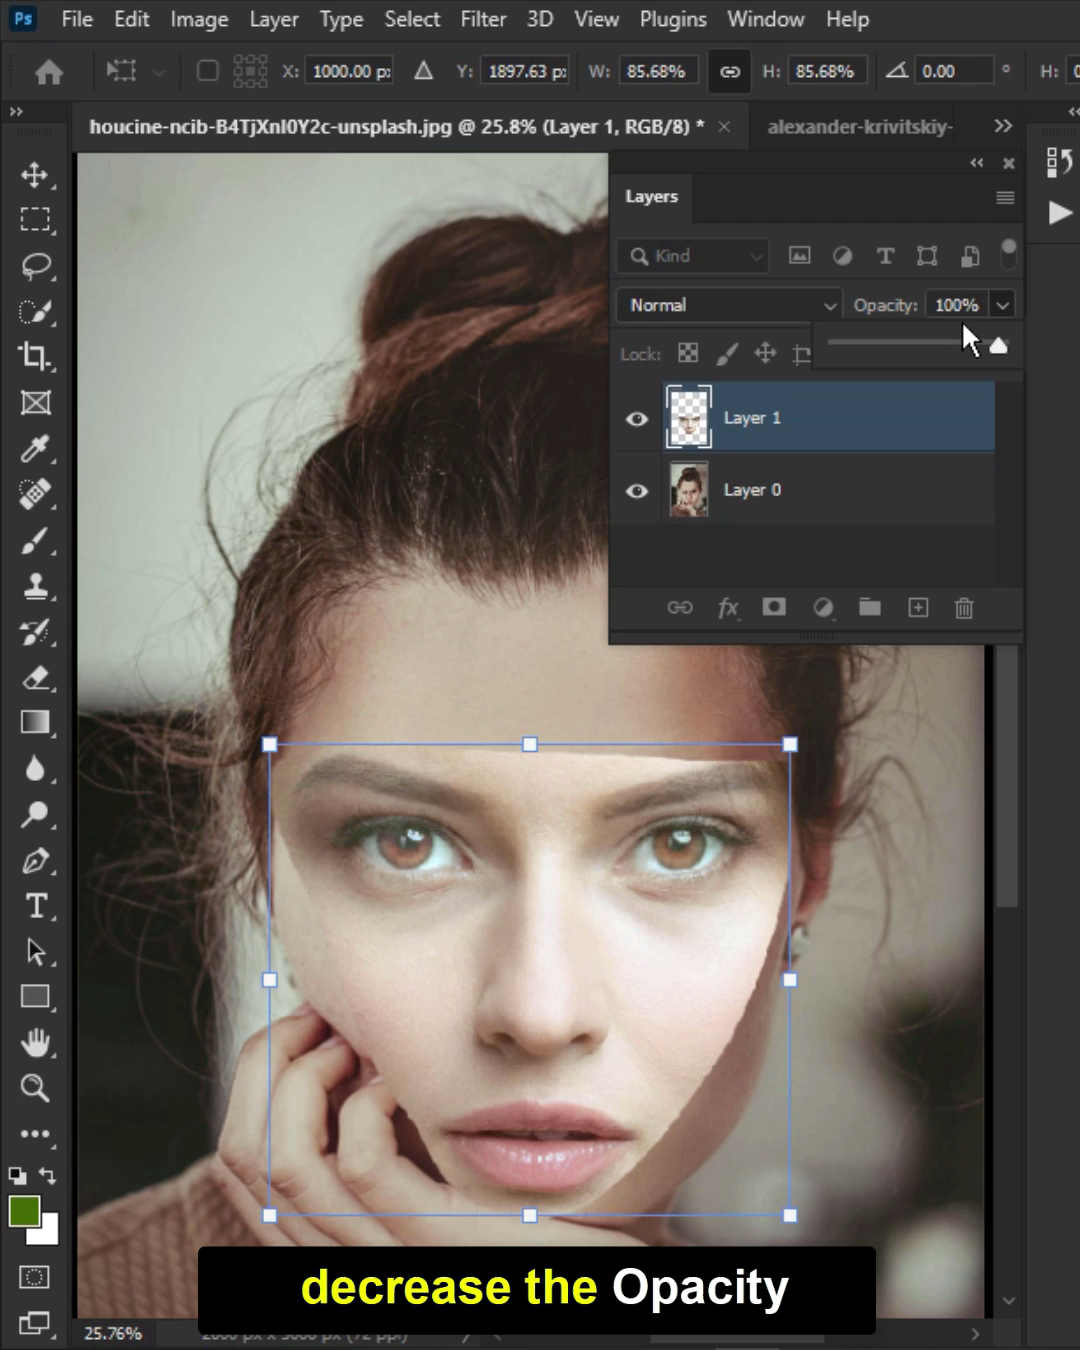 Ps File Edit Image Layer Type Select Filter 3D View Plugins Window Help
X: 1000.00 p Y: 1897.63 p W: 85.68% H: 85.68% 0.00 ° H:
houcine-ncib-B4TjXnI0Y2c-unsplash.jpg @ 25.8% (Layer 1, RGB/8) * × alexander-krivitskiy-
Layers
Kind
Normal Opacity: 100%
Lock:
Layer 1
Layer 0
fx
decrease the Opacity
25.76%